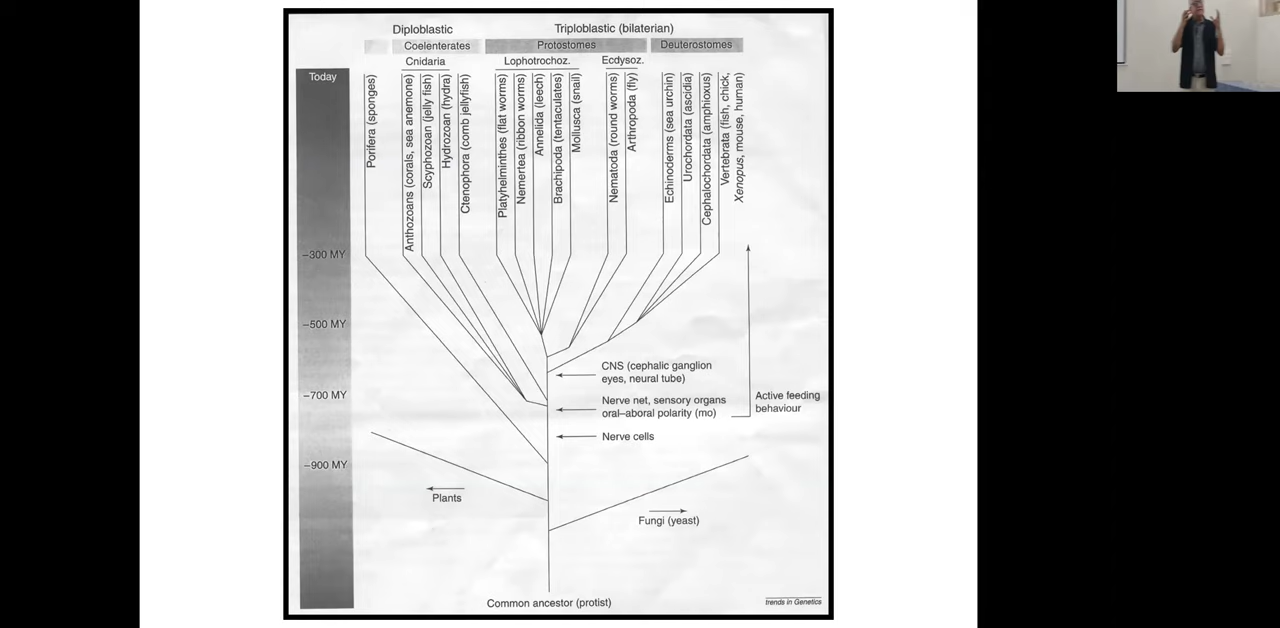 Diploblastic
Triploblastic (bilaterian)
Coelenterates
Protostomes
Deuterostomes
Cnidaria
Lophotrochoz.
Ecdysoz.
Today
Porifera (sponges)
Anthozoans (corals, sea anemone)
Scyphozoan (jelly fish)
Hydrozoan (hydra)
Ctenophora (comb jellyfish)
Platyhelminthes (flat worms)
Nemertea (ribbon worms)
Annelida (leech)
Brachipoda (tentaculates)
Mollusca (snail)
Nematoda (round worms)
Arthropoda (fly)
Echinoderms (sea urchin)
Urochordata (ascidia)
Cephalochordata (amphioxus)
Vertebrata (fish, chick,
Xenopus, mouse, human)
–300 MY
–500 MY
CNS (cephalic ganglion
eyes, neural tube)
–700 MY
Nerve net, sensory organs
oral–aboral polarity (mo)
Active feeding
behaviour
Nerve cells
–900 MY
Plants
Fungi (yeast)
Common ancestor (protist)
trends in Genetics